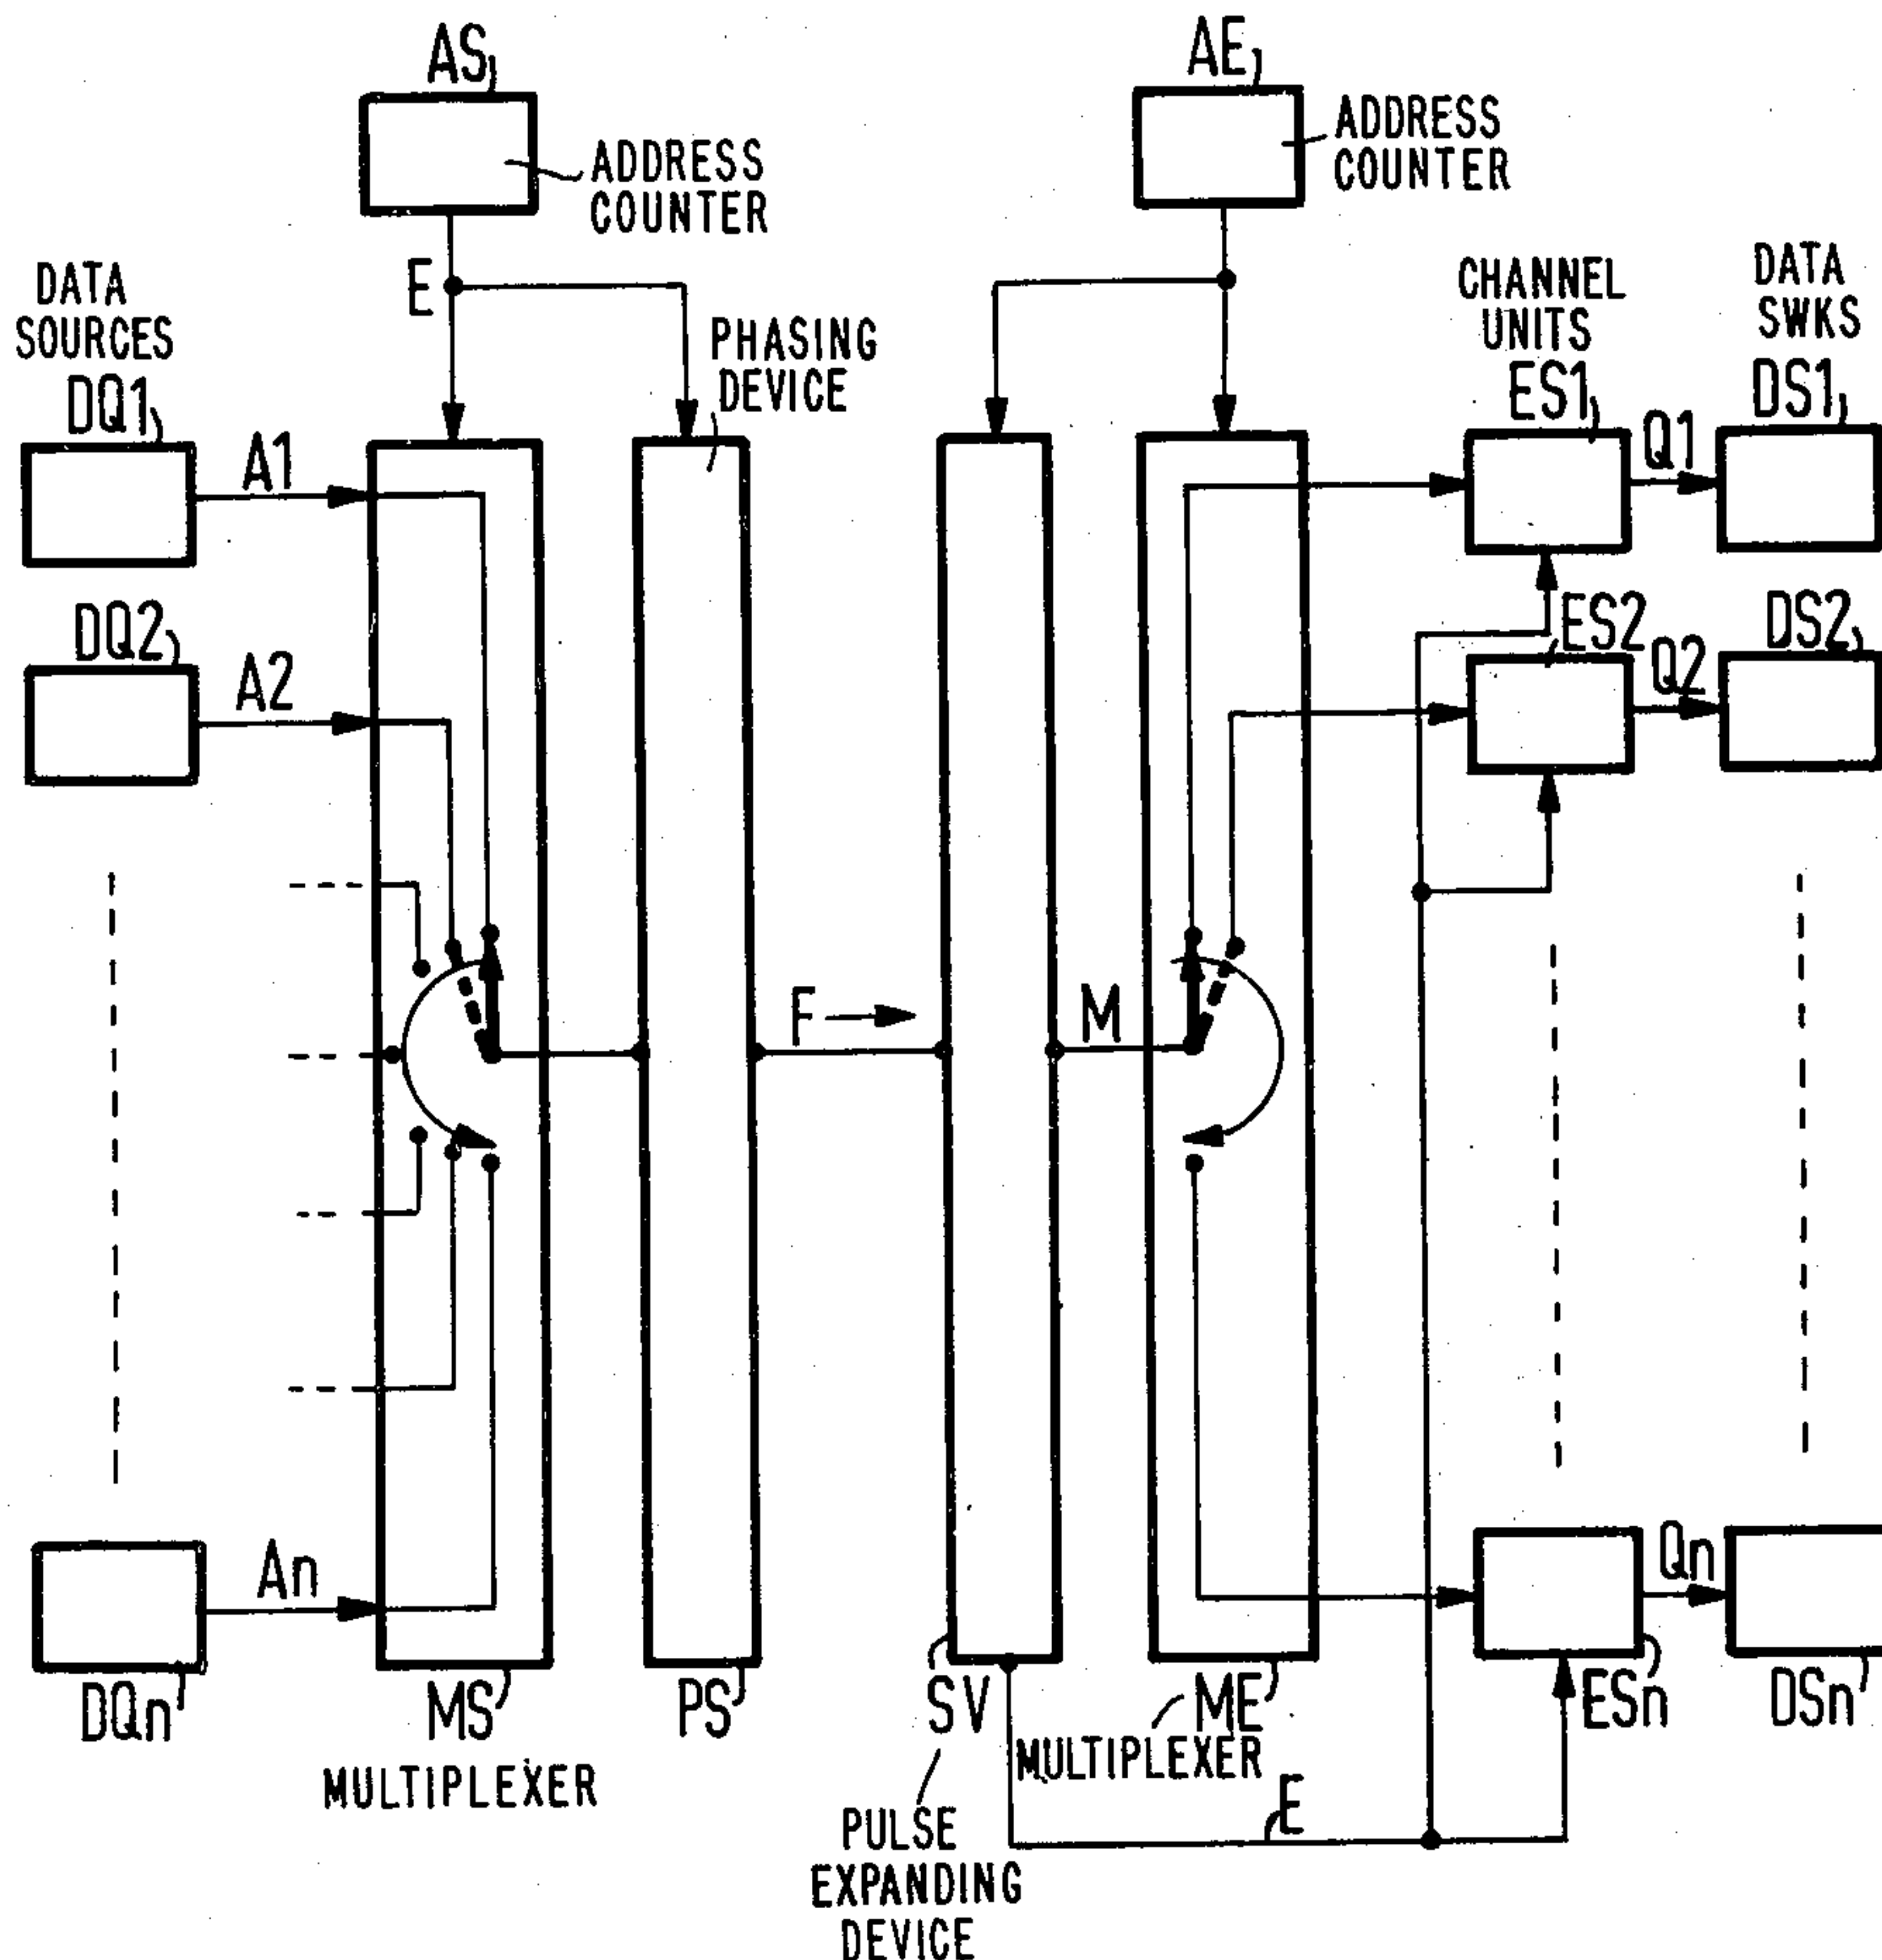 AS
AE
ADDRESS
COUNTER
ADDRESS
COUNTER
E
DATA
SOURCES
PHASING
DEVICE
CHANNEL
UNITS
DATA
SWKS
DQ1
A1
ES1
Q1
DS1
DQ2
A2
ES2
Q2
DS2
F
M
DQn
An
MS
MULTIPLEXER
PS
SV
ME
MULTIPLEXER
ESn
Qn
DSn
E
PULSE
EXPANDING
DEVICE